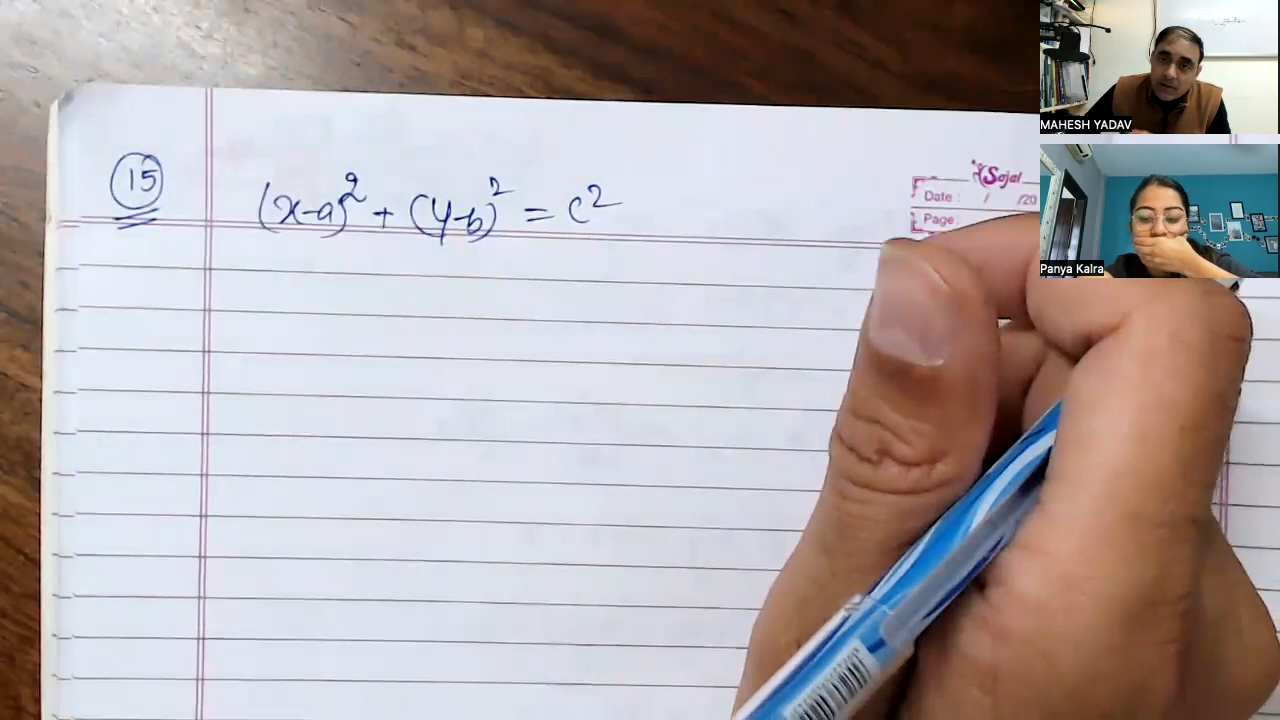 15 (x-a)² + (y-b)² = c²
Sajal
Date : / /20
Page:
MAHESH YADAV
Panya Kalra